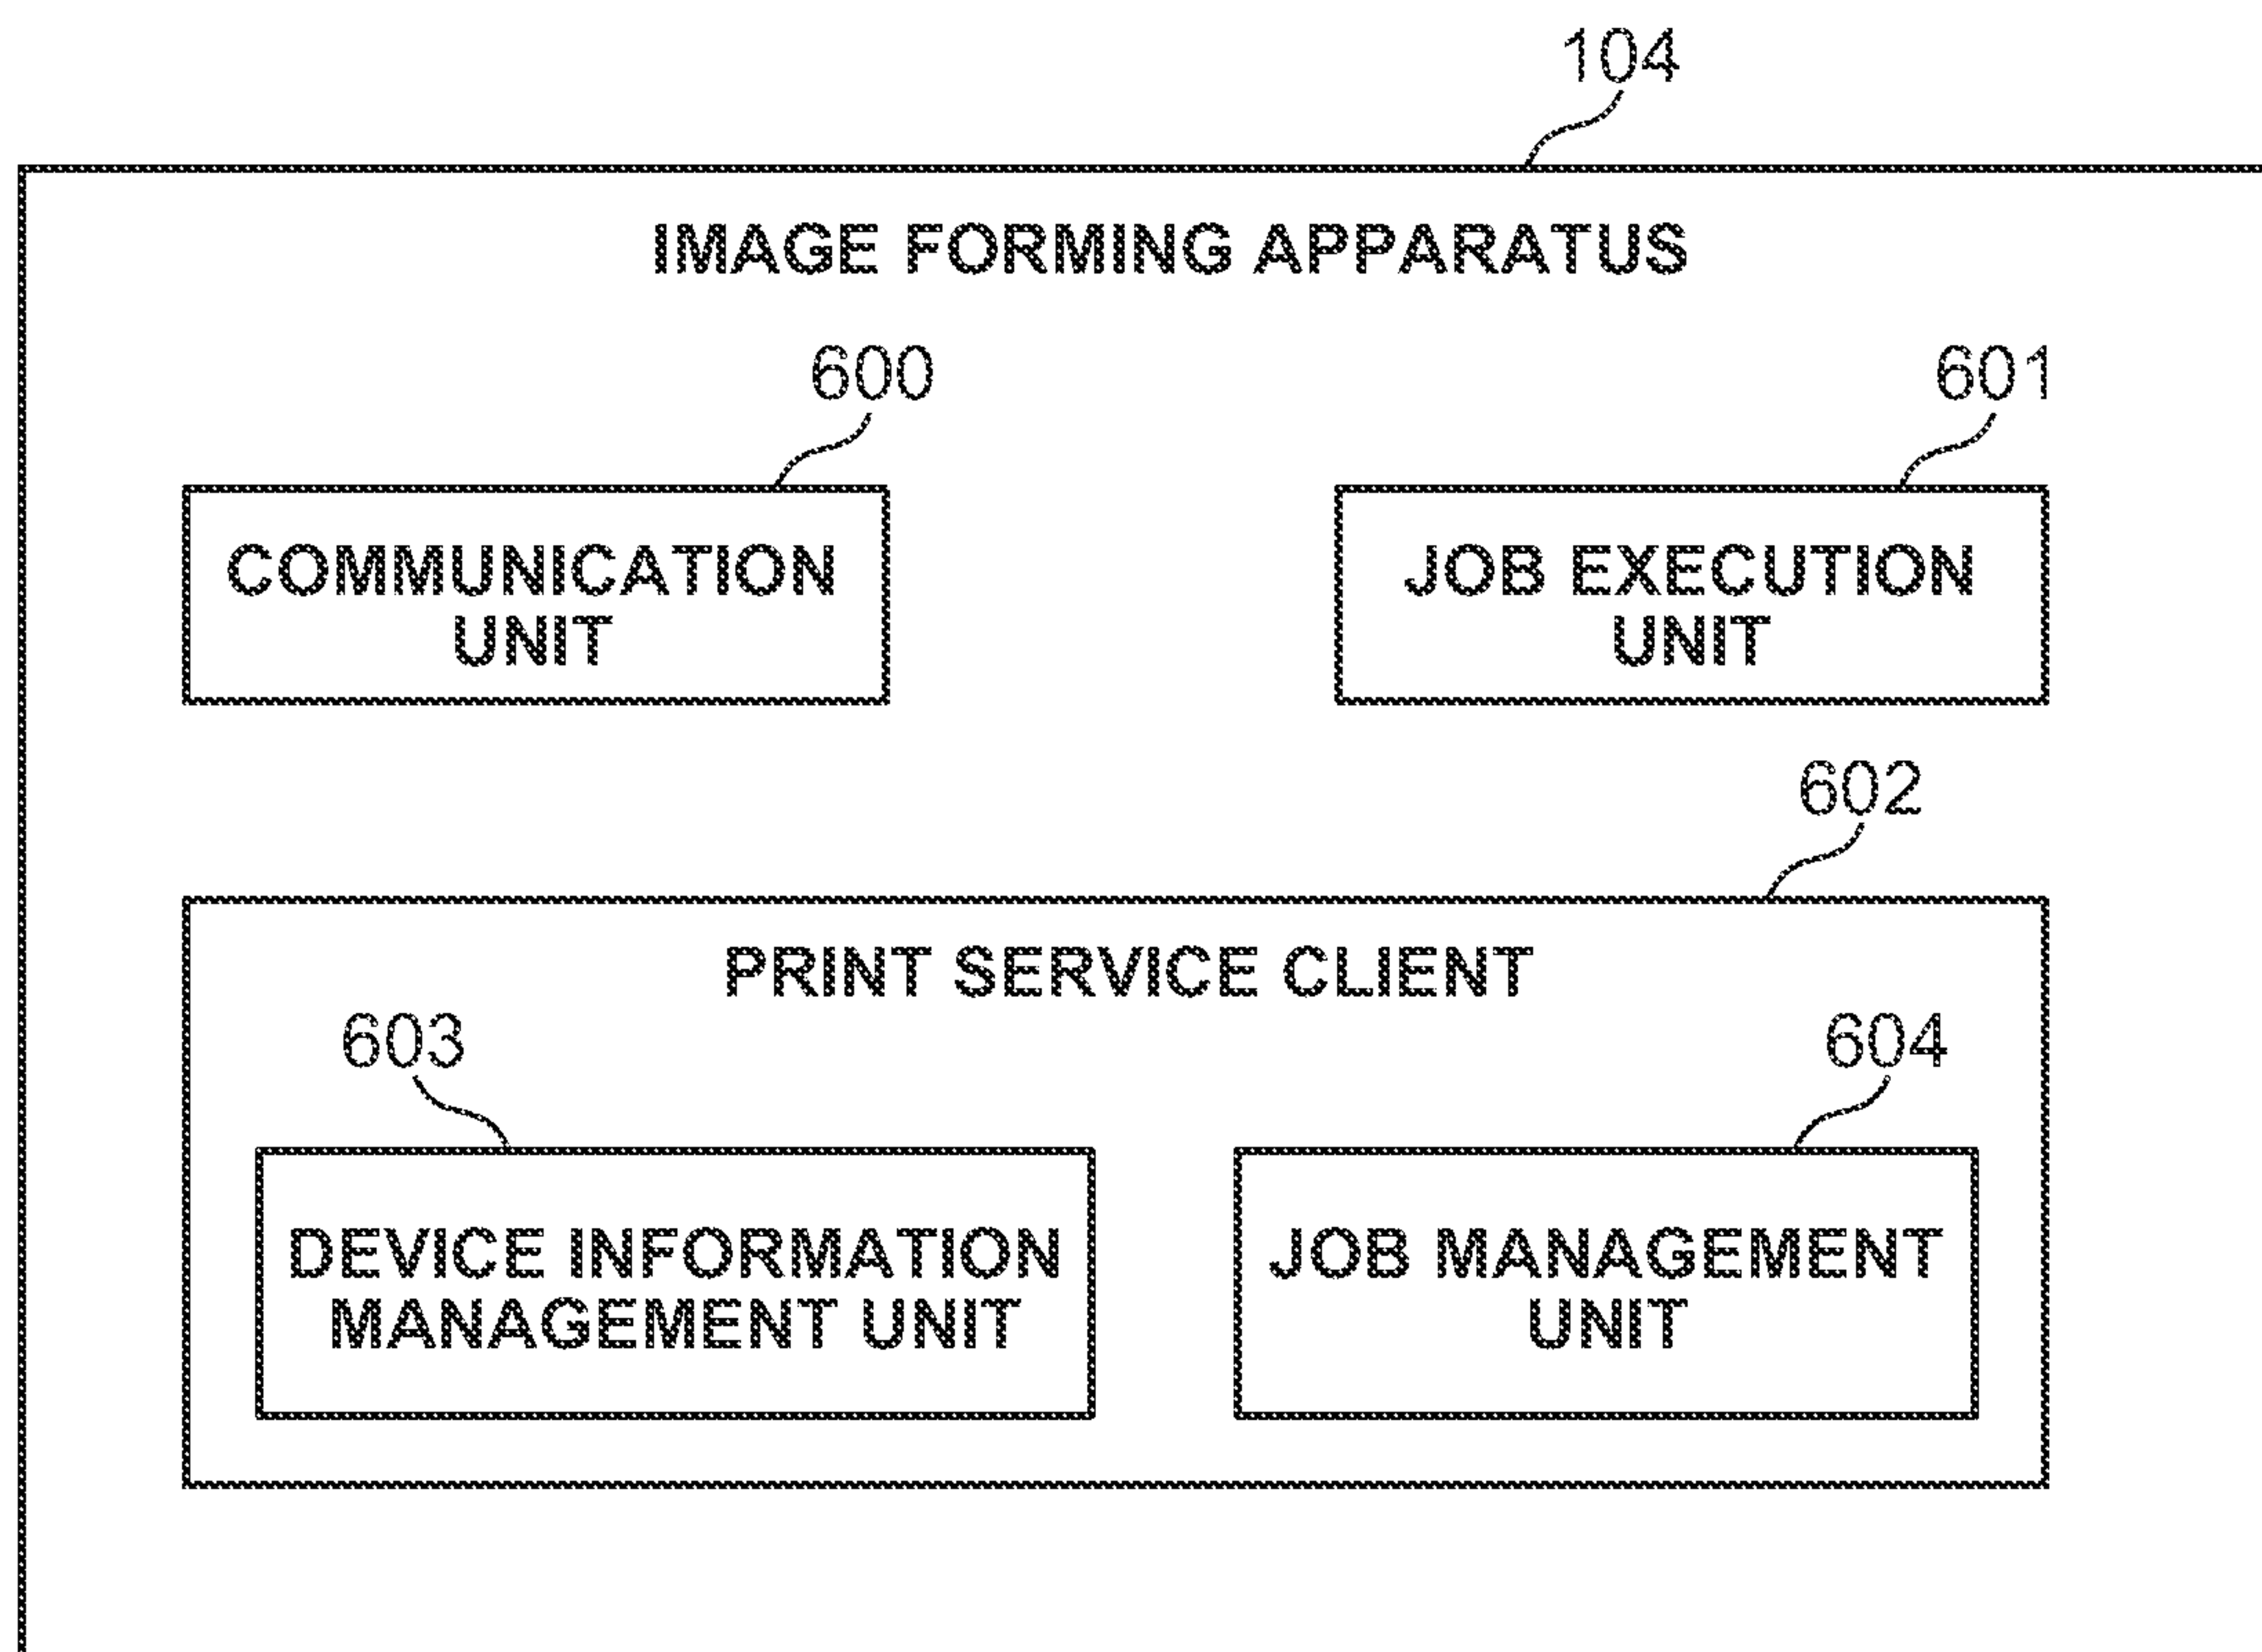 104
IMAGE FORMING APPARATUS
600
601
COMMUNICATION
UNIT
JOB EXECUTION
UNIT
602
PRINT SERVICE CLIENT
603
604
DEVICE INFORMATION
MANAGEMENT UNIT
JOB MANAGEMENT
UNIT